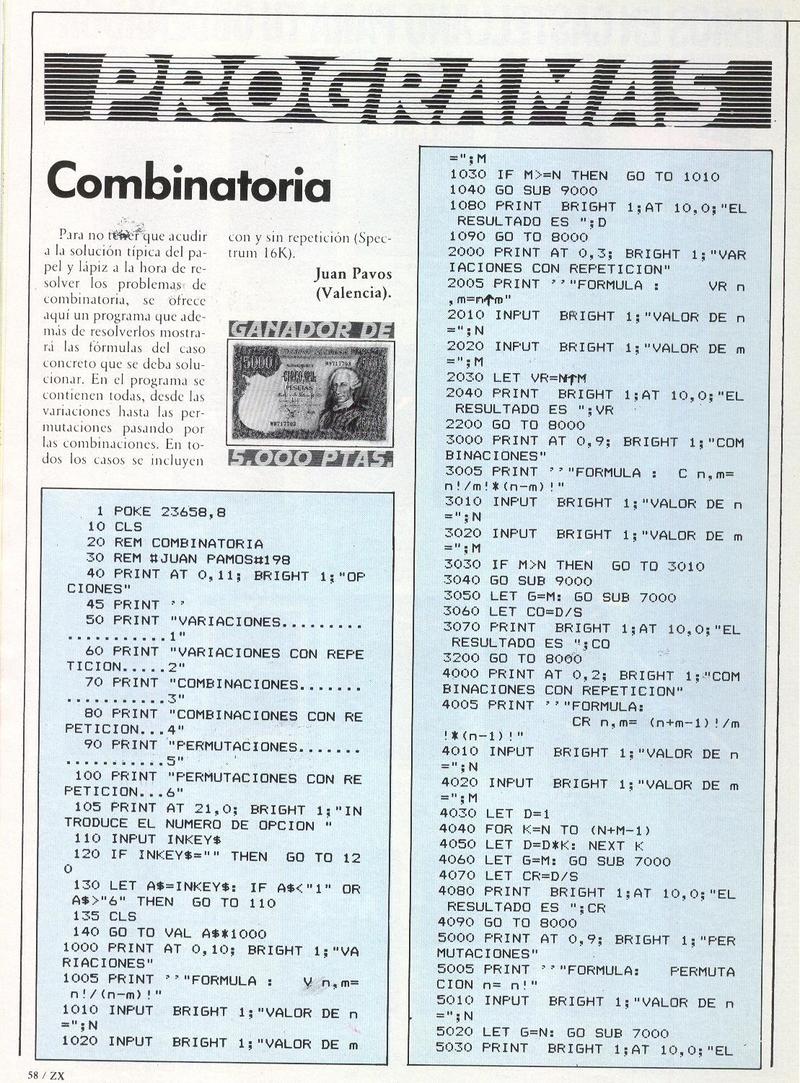 PROGRAMAS
Combinatoria
Para no tener que acudir
a la solución típica del pa-
pel y lápiz a la hora de re-
solver los problemas de
combinatoria, se ofrece
aquí un programa que ade-
más de resolverlos mostra-
rá las fórmulas del caso
concreto que se deba solu-
cionar. En el programa se
contienen todas, desde las
variaciones hasta las per-
mutaciones pasando por
las combinaciones. En to-
dos los casos se incluyen
con y sin repetición (Spec-
trum 16K).
Juan Pavos
(Valencia).
GANADOR DE
5000
PESETAS
5.000 PTAS.
1 POKE 23658,8
10 CLS
20 REM COMBINATORIA
30 REM #JUAN PAMOS#198
40 PRINT AT 0,11; BRIGHT 1;"OP
CIONES"
45 PRINT ''
50 PRINT "VARIACIONES.........
............1"
60 PRINT "VARIACIONES CON REPE
TICION.....2"
70 PRINT "COMBINACIONES.......
............3"
80 PRINT "COMBINACIONES CON RE
PETICION...4"
90 PRINT "PERMUTACIONES.......
............5"
100 PRINT "PERMUTACIONES CON RE
PETICION...6"
105 PRINT AT 21,0; BRIGHT 1;"IN
TRODUCE EL NUMERO DE OPCION "
110 INPUT INKEY$
120 IF INKEY$="" THEN GO TO 12
0
130 LET A$=INKEY$: IF A$<"1" OR
A$>"6" THEN GO TO 110
135 CLS
140 GO TO VAL A$*1000
1000 PRINT AT 0,10; BRIGHT 1;"VA
RIACIONES"
1005 PRINT ''"FORMULA : V n,m=
n!/(n-m)!"
1010 INPUT BRIGHT 1;"VALOR DE n
=";N
1020 INPUT BRIGHT 1;"VALOR DE m
=";M
1030 IF M>=N THEN GO TO 1010
1040 GO SUB 9000
1080 PRINT BRIGHT 1;AT 10,0;"EL
RESULTADO ES ";D
1090 GO TO 8000
2000 PRINT AT 0,3; BRIGHT 1;"VAR
IACIONES CON REPETICION"
2005 PRINT ''"FORMULA : VR n
,m=n↑m"
2010 INPUT BRIGHT 1;"VALOR DE n
=";N
2020 INPUT BRIGHT 1;"VALOR DE m
=";M
2030 LET VR=N↑M
2040 PRINT BRIGHT 1;AT 10,0;"EL
RESULTADO ES ";VR
2200 GO TO 8000
3000 PRINT AT 0,9; BRIGHT 1;"COM
BINACIONES"
3005 PRINT ''"FORMULA : C n,m=
n!/m!*(n-m)!"
3010 INPUT BRIGHT 1;"VALOR DE n
=";N
3020 INPUT BRIGHT 1;"VALOR DE m
=";M
3030 IF M>N THEN GO TO 3010
3040 GO SUB 9000
3050 LET G=M: GO SUB 7000
3060 LET CO=D/S
3070 PRINT BRIGHT 1;AT 10,0;"EL
RESULTADO ES ";CO
3200 GO TO 8000
4000 PRINT AT 0,2; BRIGHT 1;"COM
BINACIONES CON REPETICION"
4005 PRINT ''"FORMULA:
CR n,m= (n+m-1)!/m
!*(n-1)!"
4010 INPUT BRIGHT 1;"VALOR DE n
=";N
4020 INPUT BRIGHT 1;"VALOR DE m
=";M
4030 LET D=1
4040 FOR K=N TO (N+M-1)
4050 LET D=D*K: NEXT K
4060 LET G=M: GO SUB 7000
4070 LET CR=D/S
4080 PRINT BRIGHT 1;AT 10,0;"EL
RESULTADO ES ";CR
4090 GO TO 8000
5000 PRINT AT 0,9; BRIGHT 1;"PER
MUTACIONES"
5005 PRINT ''"FORMULA: PERMUTA
CION n= n!"
5010 INPUT BRIGHT 1;"VALOR DE n
=";N
5020 LET G=N: GO SUB 7000
5030 PRINT BRIGHT 1;AT 10,0;"EL
58 / ZX